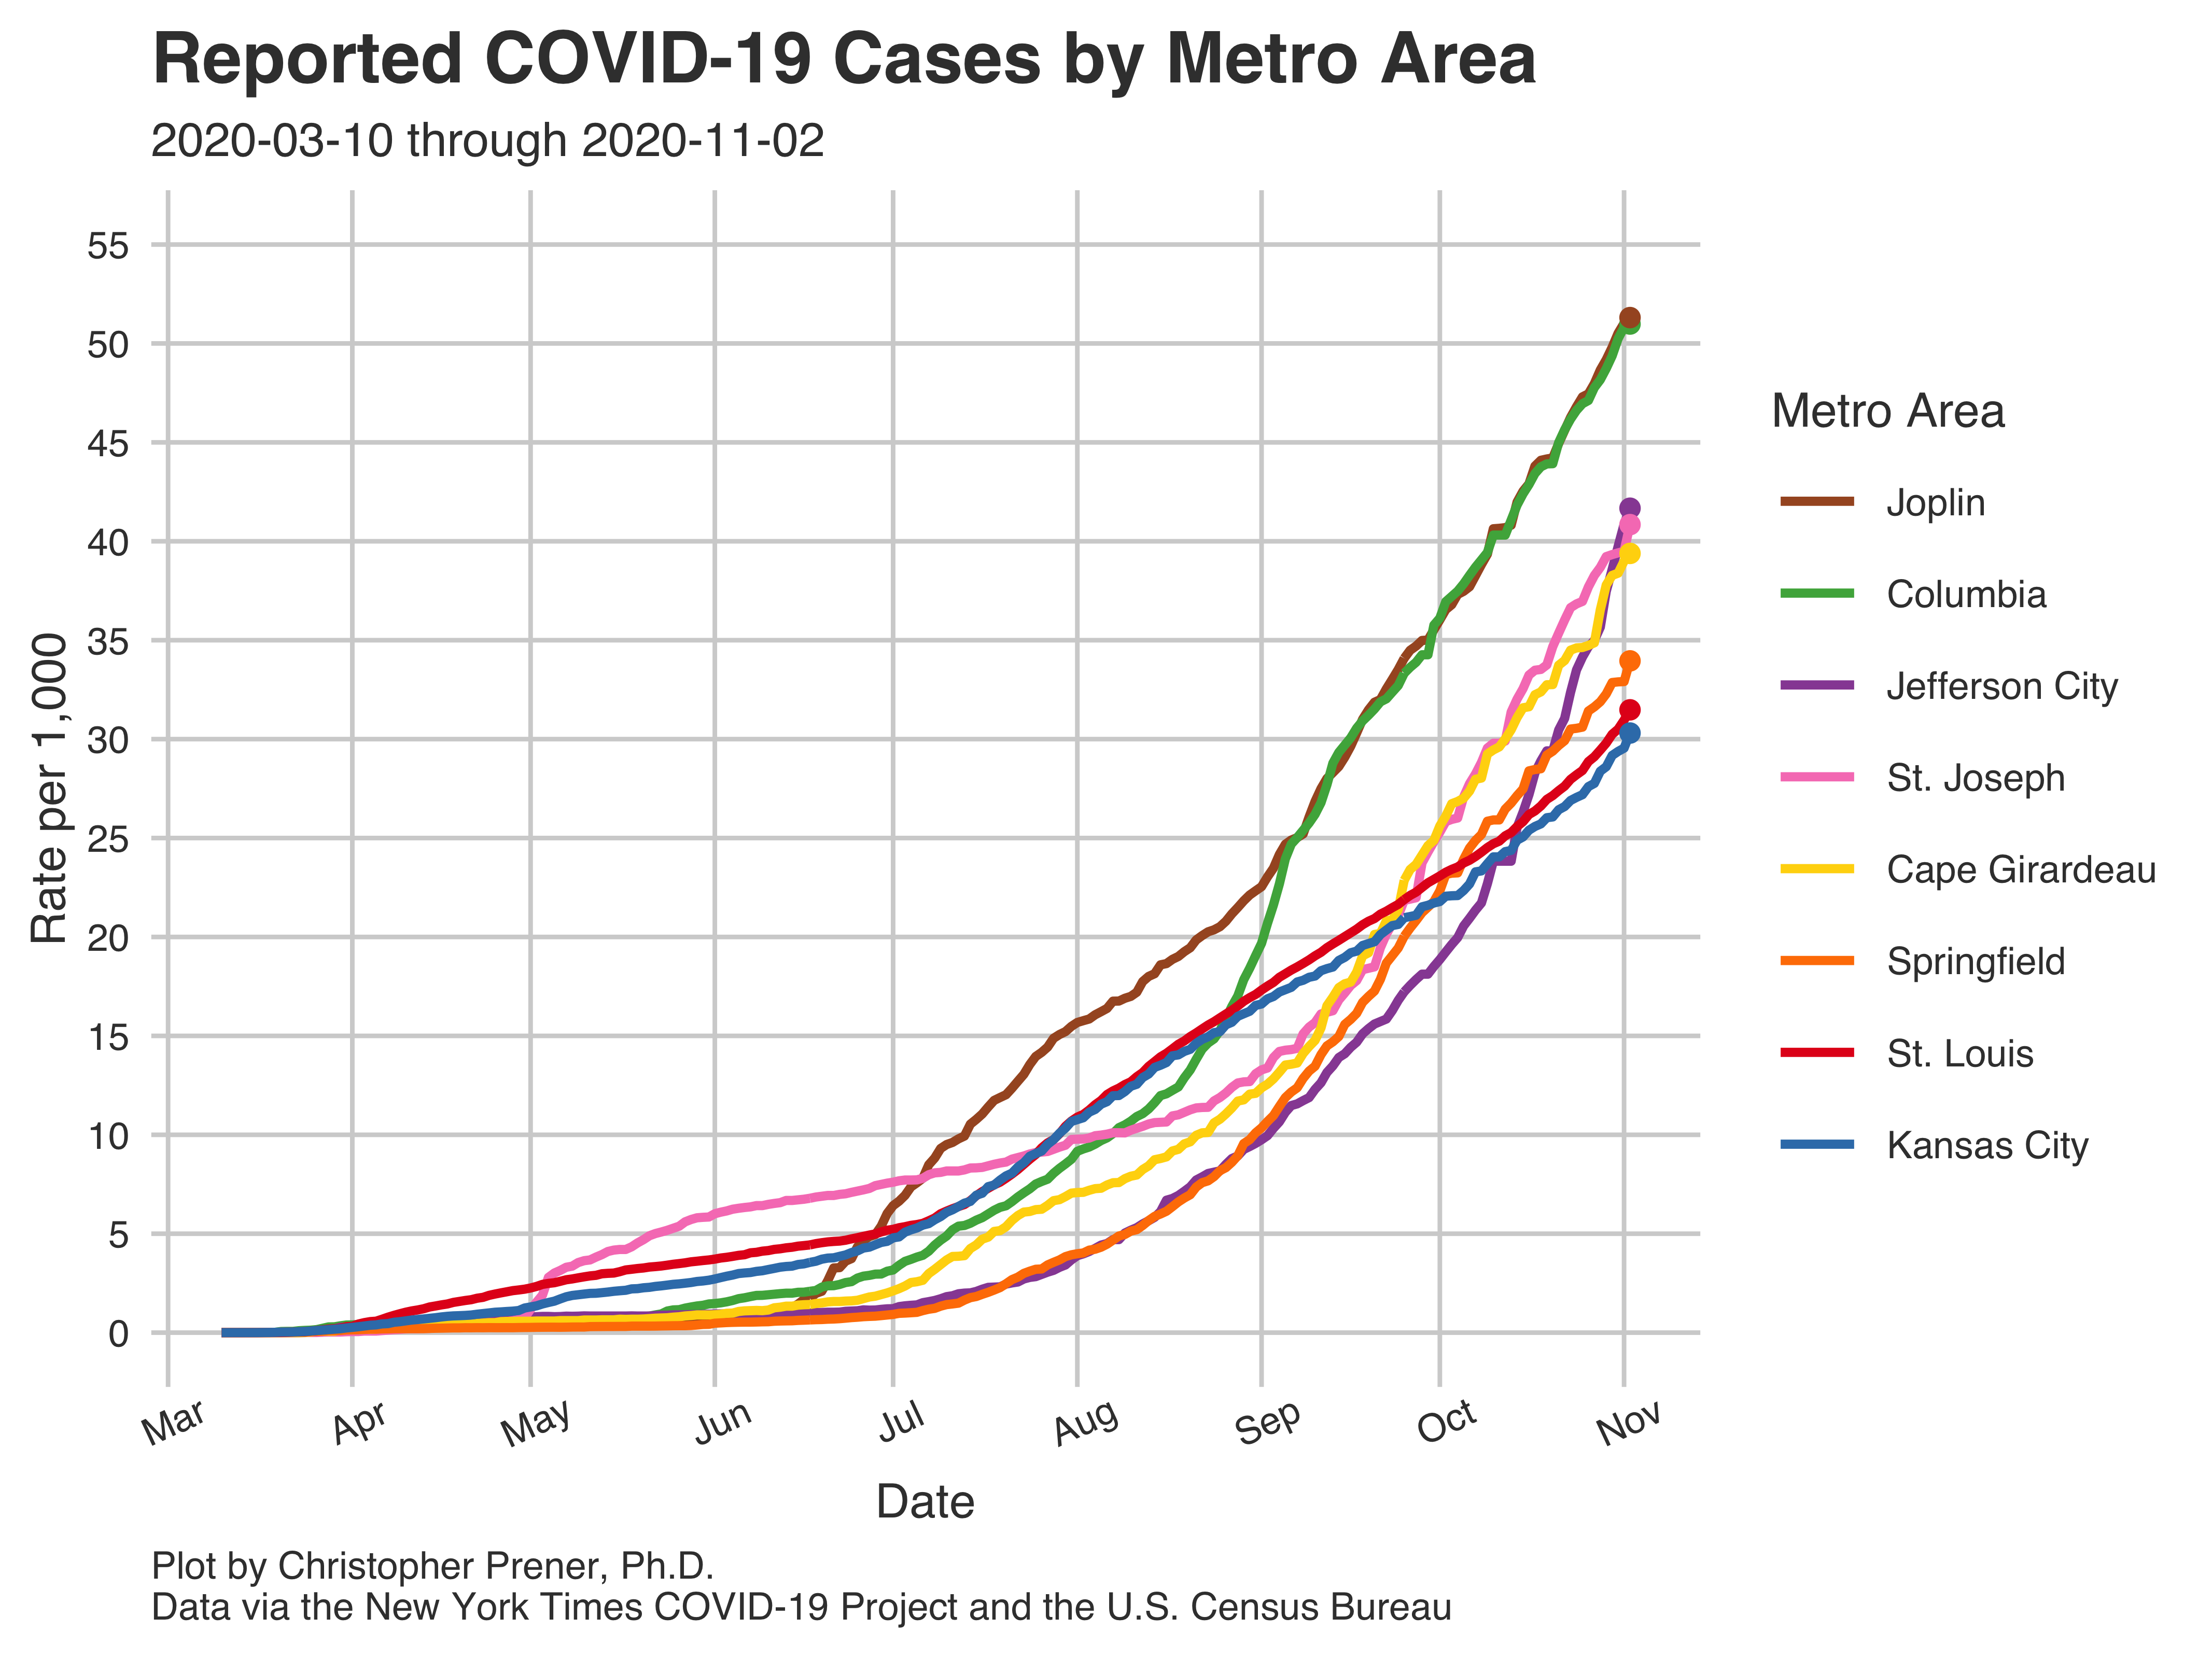 Reported COVID-19 Cases by Metro Area
2020-03-10 through 2020-11-02
55
50
45
40
35
30
25
20
15
10
5
0
Rate per 1,000
Mar
Apr
May
Jun
Jul
Aug
Sep
Oct
Nov
Date
Metro Area
Joplin
Columbia
Jefferson City
St. Joseph
Cape Girardeau
Springfield
St. Louis
Kansas City
Plot by Christopher Prener, Ph.D.
Data via the New York Times COVID-19 Project and the U.S. Census Bureau